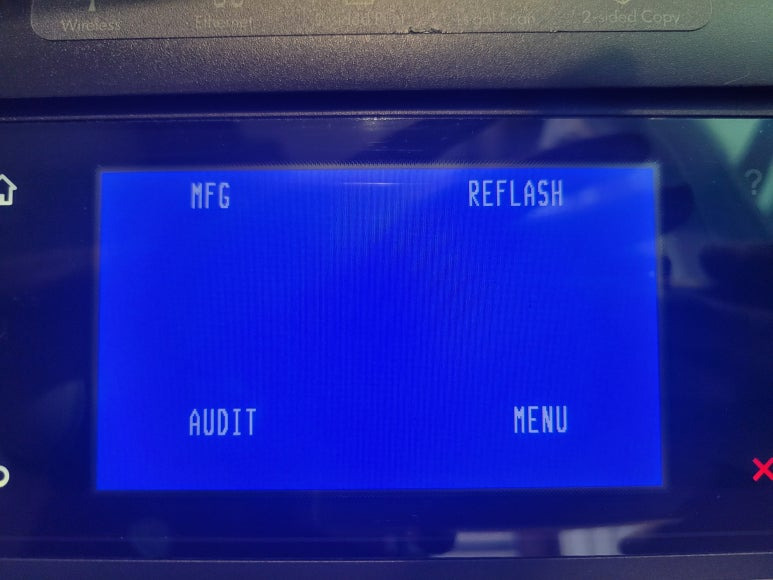 Wireless
Ethernet
2-sided Copy
?
MFG
REFLASH
AUDIT
MENU